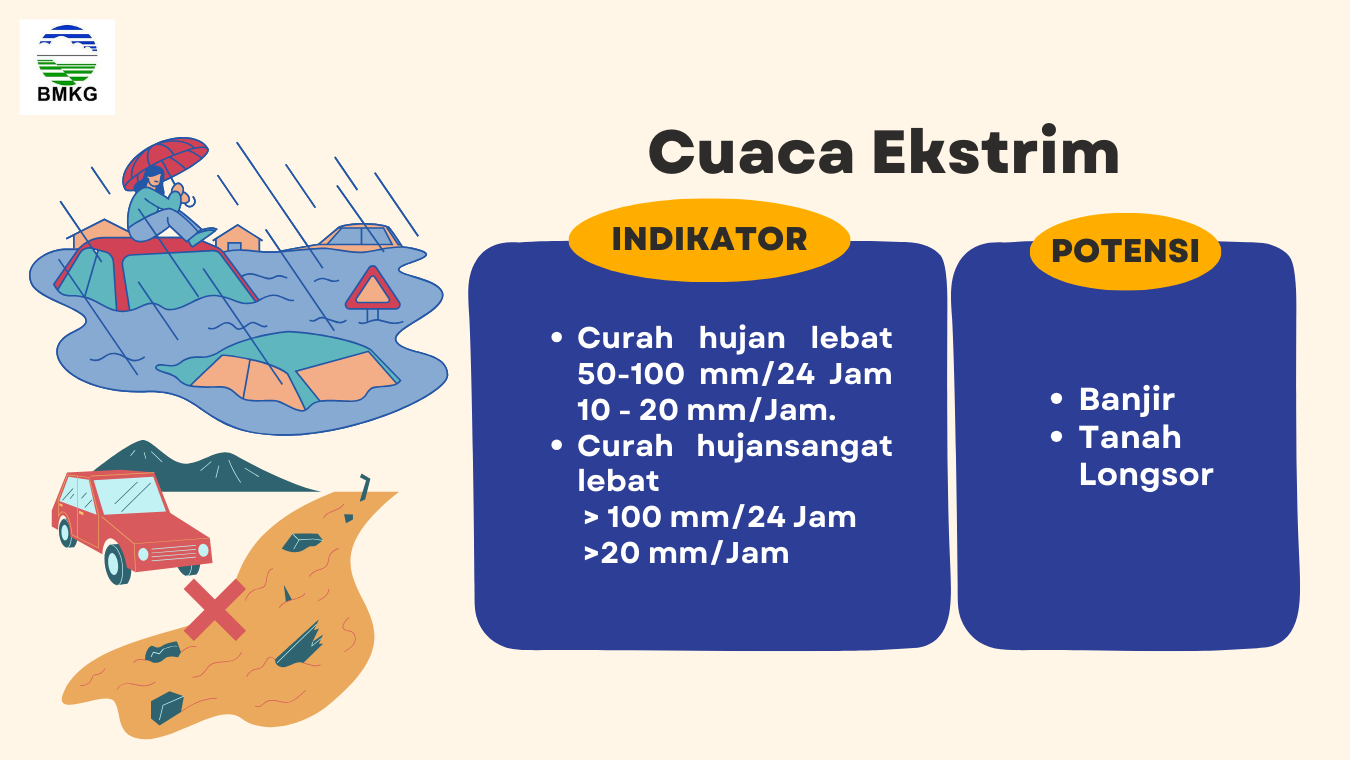 BMKG
Cuaca Ekstrim
INDIKATOR
• Curah hujan lebat
50-100 mm/24 Jam
10 - 20 mm/Jam.
• Curah hujansangat
lebat
> 100 mm/24 Jam
>20 mm/Jam
POTENSI
• Banjir
• Tanah
Longsor